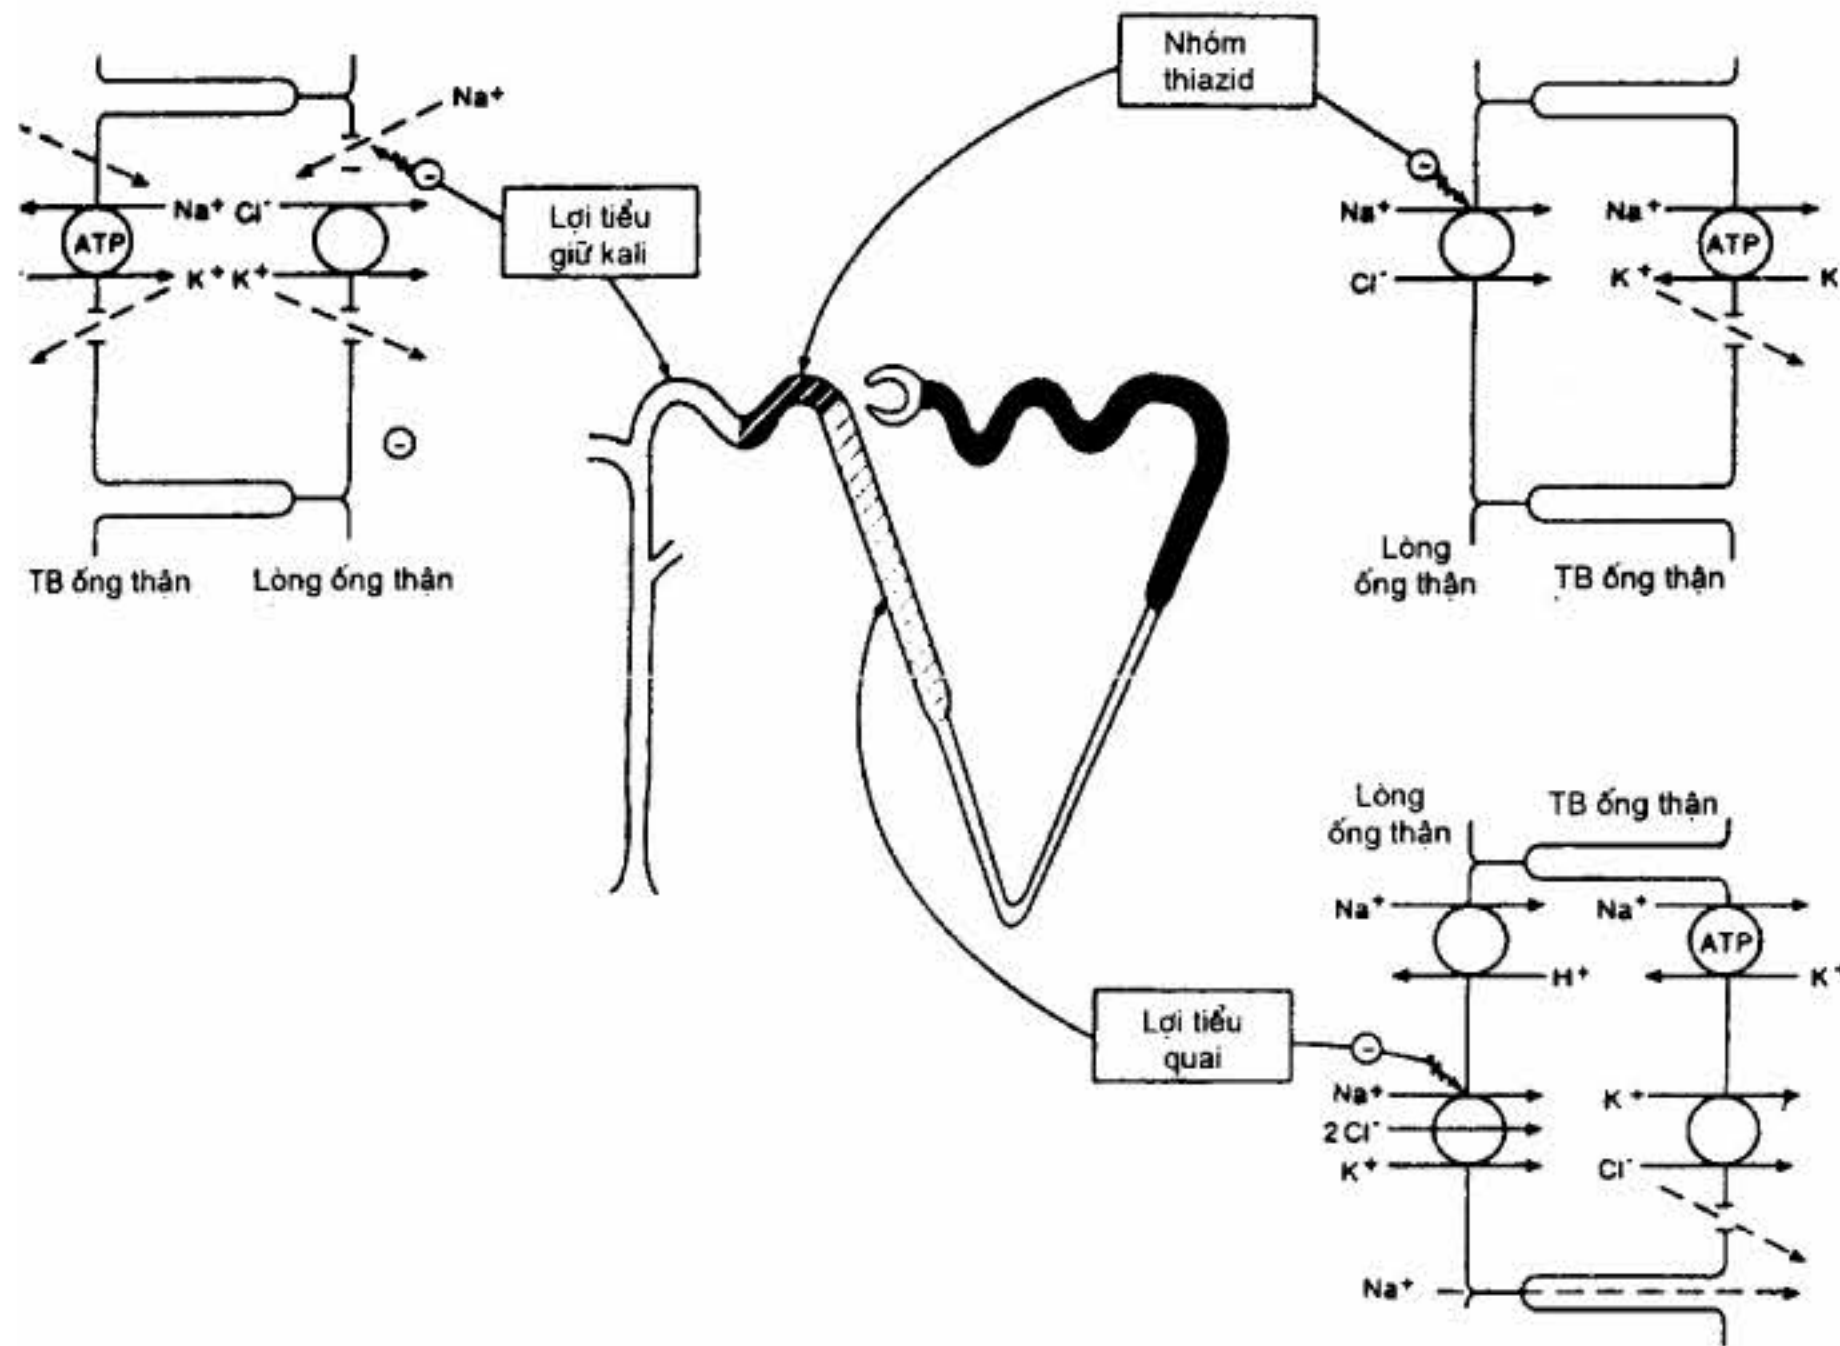 Nhóm
thiazid
Na⁺
Lợi tiểu
giữ kali
Na⁺ Cl⁻
ATP
K⁺ K⁺
-
-
TB ống thận
Lòng ống thận
-
Na⁺
Cl⁻
Na⁺
ATP
K⁺
K
Lòng
ống thận
TB ống thận
Lòng
ống thận
TB ống thận
Na⁺
H⁺
Na⁺
ATP
K⁺
Lợi tiểu
quai
-
Na⁺
2 Cl⁻
K⁺
K⁺
Cl⁻
Na⁺